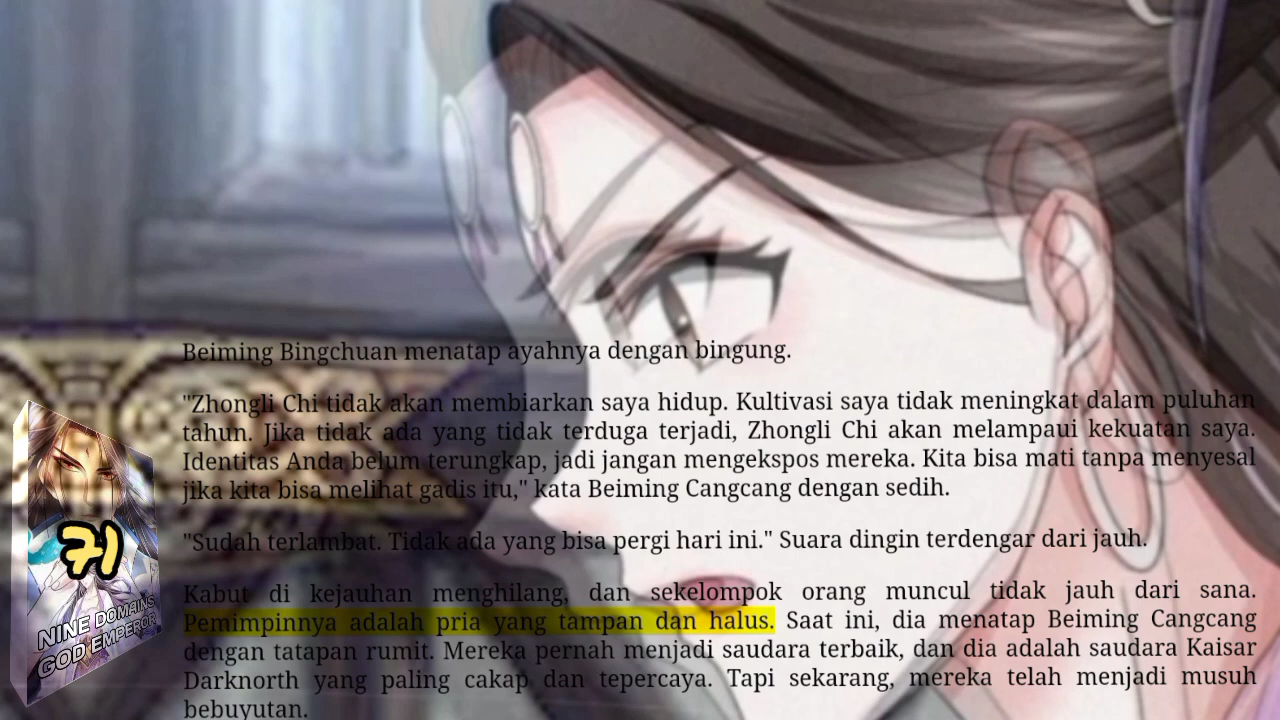 Beiming Bingchuan menatap ayahnya dengan bingung.
"Zhongli Chi tidak akan membiarkan saya hidup. Kultivasi saya tidak meningkat dalam puluhan
tahun. Jika tidak ada yang tidak terduga terjadi, Zhongli Chi akan melampaui kekuatan saya.
Identitas Anda belum terungkap, jadi jangan mengekspos mereka. Kita bisa mati tanpa menyesal
jika kita bisa melihat gadis itu," kata Beiming Cangcang dengan sedih.
"Sudah terlambat. Tidak ada yang bisa pergi hari ini." Suara dingin terdengar dari jauh.
Kabut di kejauhan menghilang, dan sekelompok orang muncul tidak jauh dari sana.
Pemimpinnya adalah pria yang tampan dan halus. Saat ini, dia menatap Beiming Cangcang
dengan tatapan rumit. Mereka pernah menjadi saudara terbaik, dan dia adalah saudara Kaisar
Darknorth yang paling cakap dan tepercaya. Tapi sekarang, mereka telah menjadi musuh
bebuyutan.
71
NINE DOMAINS
GOD EMPEROR